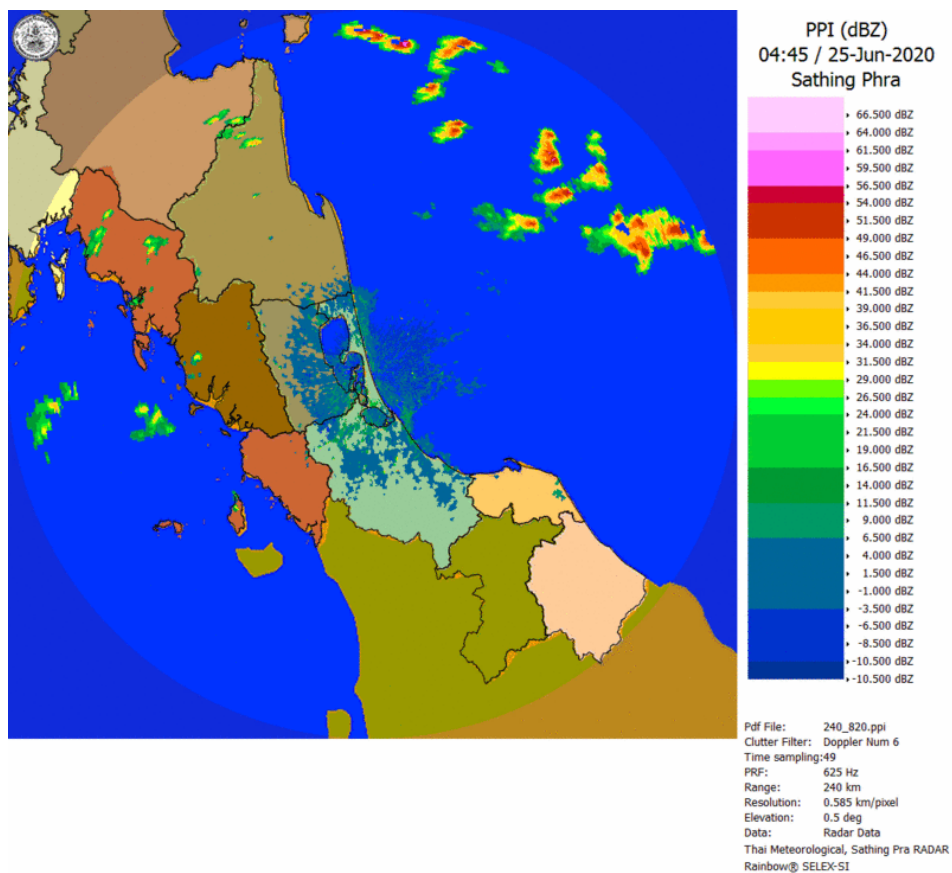 PPI (dBZ)
04:45 / 25-Jun-2020
Sathing Phra
66.500 dBZ
64.000 dBZ
61.500 dBZ
59.500 dBZ
56.500 dBZ
54.000 dBZ
51.500 dBZ
49.000 dBZ
46.500 dBZ
44.000 dBZ
41.500 dBZ
39.000 dBZ
36.500 dBZ
34.000 dBZ
31.500 dBZ
29.000 dBZ
26.500 dBZ
24.000 dBZ
21.500 dBZ
19.000 dBZ
16.500 dBZ
14.000 dBZ
11.500 dBZ
9.000 dBZ
6.500 dBZ
4.000 dBZ
1.500 dBZ
-1.000 dBZ
-3.500 dBZ
-6.500 dBZ
-8.500 dBZ
-10.500 dBZ
-10.500 dBZ
Pdf File: 240_820.ppi
Clutter Filter: Doppler Num 6
Time sampling:49
PRF: 625 Hz
Range: 240 km
Resolution: 0.585 km/pixel
Elevation: 0.5 deg
Data: Radar Data
Thai Meteorological, Sathing Pra RADAR
Rainbow® SELEX-SI